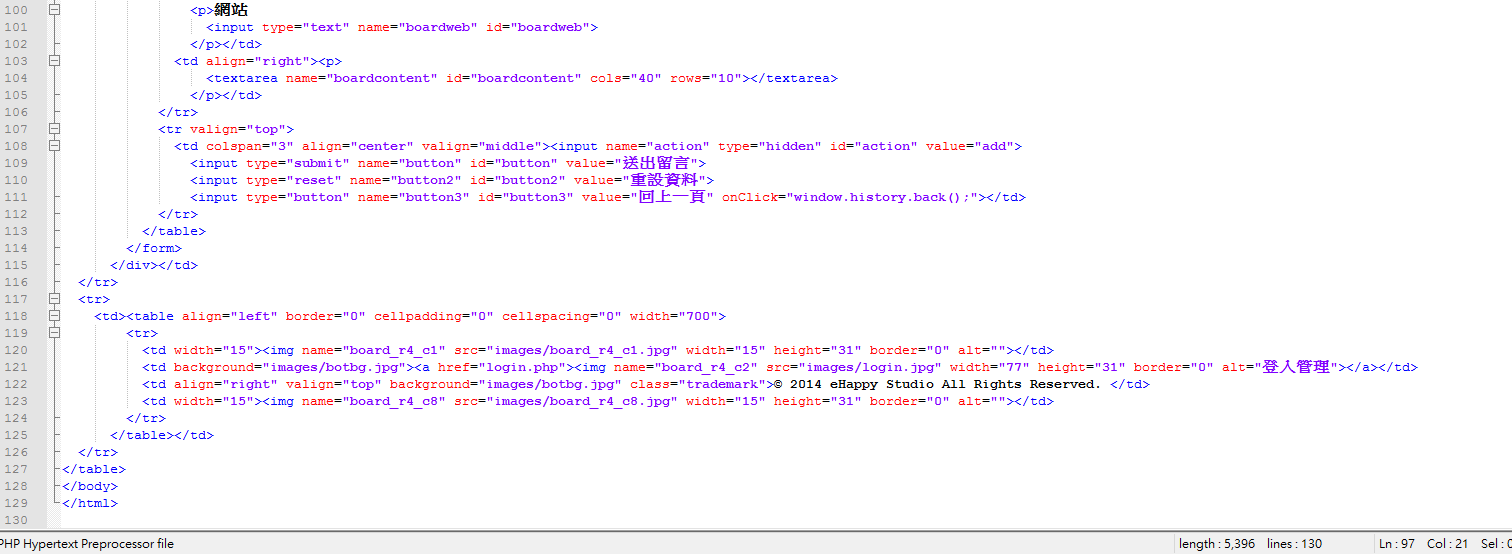 100 <p>網站
101 <input type="text" name="boardweb" id="boardweb">
102 </p></td>
103 <td align="right"><p>
104 <textarea name="boardcontent" id="boardcontent" cols="40" rows="10"></textarea>
105 </p></td>
106 </tr>
107 <tr valign="top">
108 <td colspan="3" align="center" valign="middle"><input name="action" type="hidden" id="action" value="add">
109 <input type="submit" name="button" id="button" value="送出留言">
110 <input type="reset" name="button2" id="button2" value="重設資料">
111 <input type="button" name="button3" id="button3" value="回上一頁" onClick="window.history.back();"></td>
112 </tr>
113 </table>
114 </form>
115 </div></td>
116 </tr>
117 <tr>
118 <td><table align="left" border="0" cellpadding="0" cellspacing="0" width="700">
119 <tr>
120 <td width="15"><img name="board_r4_c1" src="images/board_r4_c1.jpg" width="15" height="31" border="0" alt=""></td>
121 <td background="images/botbg.jpg"><a href="login.php"><img name="board_r4_c2" src="images/login.jpg" width="77" height="31" border="0" alt="登入管理"></a></td>
122 <td align="right" valign="top" background="images/botbg.jpg" class="trademark">© 2014 eHappy Studio All Rights Reserved. </td>
123 <td width="15"><img name="board_r4_c8" src="images/board_r4_c8.jpg" width="15" height="31" border="0" alt=""></td>
124 </tr>
125 </table></td>
126 </tr>
127 </table>
128 </body>
129 </html>
130
PHP Hypertext Preprocessor file length : 5,396 lines : 130 Ln : 97 Col : 21 Sel : 0